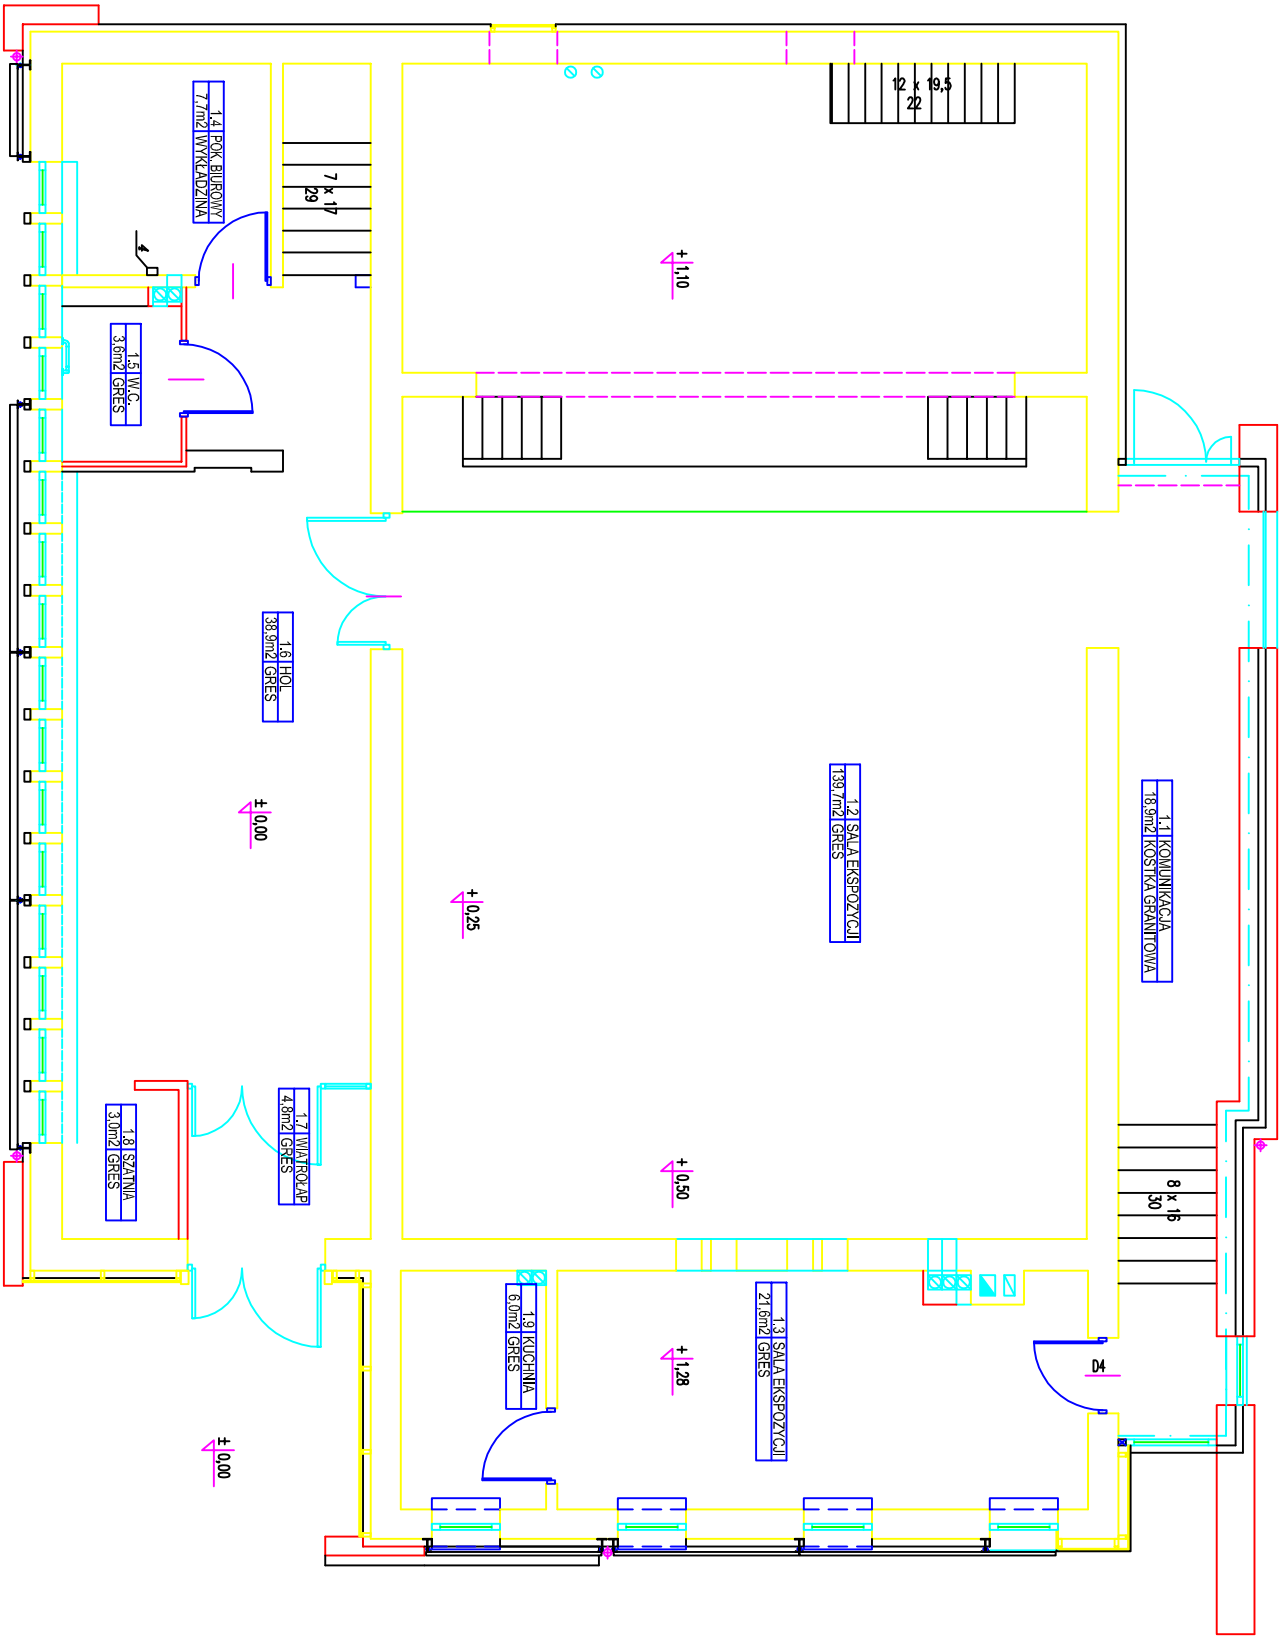 12 x 19,5
22
1.4 POK. BIUROWY
7,7m2 WYKŁADZINA
7 x 17
29
+ 1,10
4
1.5 W.C.
3,6m2 GRES
1.6 HOL
38,9m2 GRES
± 0,00
+ 0,25
1.2 SALA EKSPOZYCJI
139,7m2 GRES
1.1 KOMUNIKACJA
18,9m2 KOSTKA GRANITOWA
1.8 SZATNIA
3,0m2 GRES
1.7 WIATROŁAP
4,8m2 GRES
+ 0,50
8 x 16
30
1.9 KUCHNIA
6,0m2 GRES
1.3 SALA EKSPOZYCJI
21,6m2 GRES
+ 1,28
D4
± 0,00